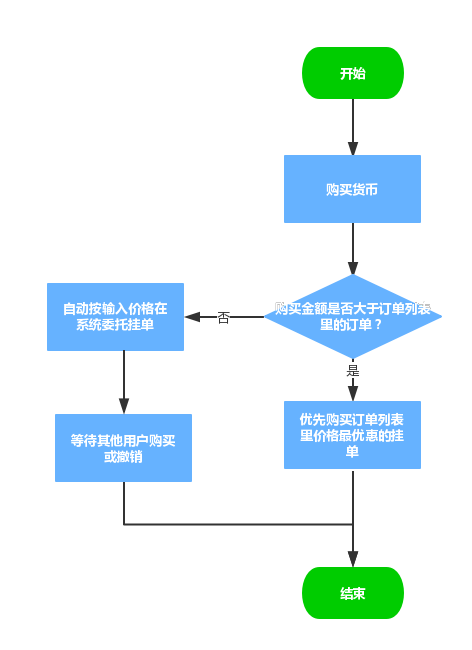 开始
购买货币
购买金额是否大于订单列表
里的订单？
否
自动按输入价格在
系统委托挂单
是
优先购买订单列表
里价格最优惠的挂
单
等待其他用户购买
或撤销
结束